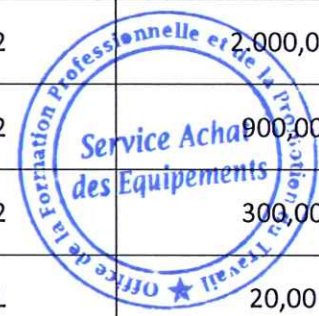 2
2.000,0
2
900,00
2
300,00
20,00
Office de la Formation Professionnelle et de la Promotion du Travail
Service Achat
des Equipements